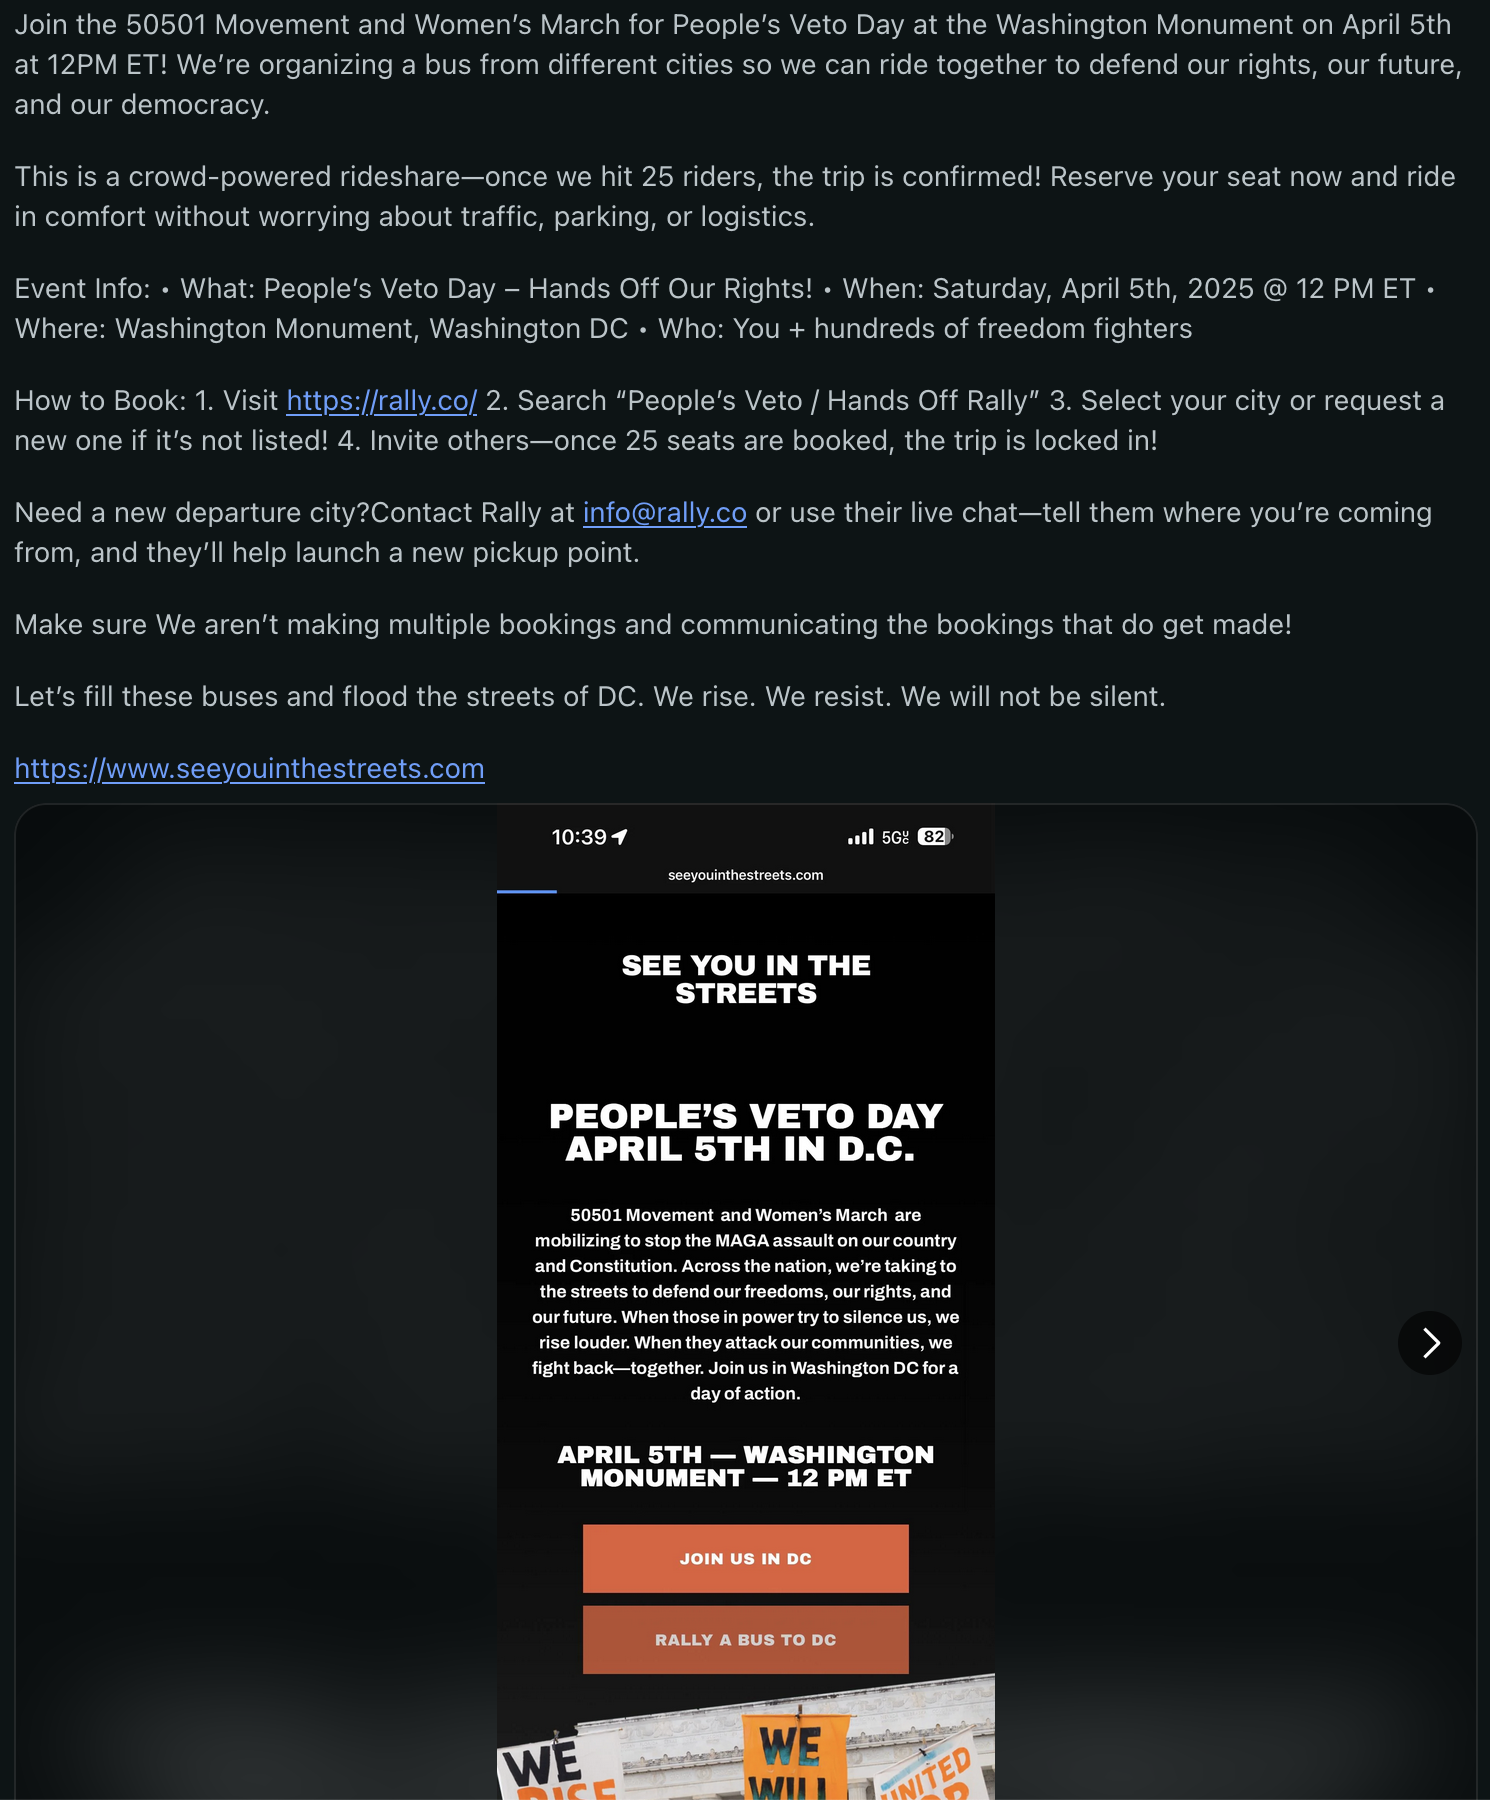 Join the 50501 Movement and Women’s March for People’s Veto Day at the Washington Monument on April 5th
at 12PM ET! We’re organizing a bus from different cities so we can ride together to defend our rights, our future,
and our democracy.
This is a crowd-powered rideshare—once we hit 25 riders, the trip is confirmed! Reserve your seat now and ride
in comfort without worrying about traffic, parking, or logistics.
Event Info: • What: People’s Veto Day – Hands Off Our Rights! • When: Saturday, April 5th, 2025 @ 12 PM ET •
Where: Washington Monument, Washington DC • Who: You + hundreds of freedom fighters
How to Book: 1. Visit https://rally.co/ 2. Search “People’s Veto / Hands Off Rally” 3. Select your city or request a
new one if it’s not listed! 4. Invite others—once 25 seats are booked, the trip is locked in!
Need a new departure city?Contact Rally at info@rally.co or use their live chat—tell them where you’re coming
from, and they’ll help launch a new pickup point.
Make sure We aren’t making multiple bookings and communicating the bookings that do get made!
Let’s fill these buses and flood the streets of DC. We rise. We resist. We will not be silent.
https://www.seeyouinthestreets.com
10:39 5G UC 82
seeyouinthestreets.com
SEE YOU IN THE
STREETS
PEOPLE’S VETO DAY
APRIL 5TH IN D.C.
50501 Movement and Women’s March are
mobilizing to stop the MAGA assault on our country
and Constitution. Across the nation, we’re taking to
the streets to defend our freedoms, our rights, and
our future. When those in power try to silence us, we
rise louder. When they attack our communities, we
fight back—together. Join us in Washington DC for a
day of action.
APRIL 5TH — WASHINGTON
MONUMENT — 12 PM ET
JOIN US IN DC
RALLY A BUS TO DC
WE
RISE
WE
WILL
UNITED